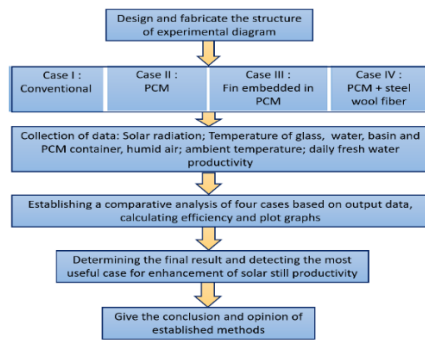 Design and fabricate the structure
of experimental diagram
Case I :
Conventional
Case II :
PCM
Case III :
Fin embedded in
PCM
Case IV :
PCM + steel
wool fiber
Collection of data: Solar radiation; Temperature of glass, water, basin and
PCM container, humid air; ambient temperature; daily fresh water
productivity
Establishing a comparative analysis of four cases based on output data,
calculating efficiency and plot graphs
Determining the final result and detecting the most
useful case for enhancement of solar still productivity
Give the conclusion and opinion of
established methods